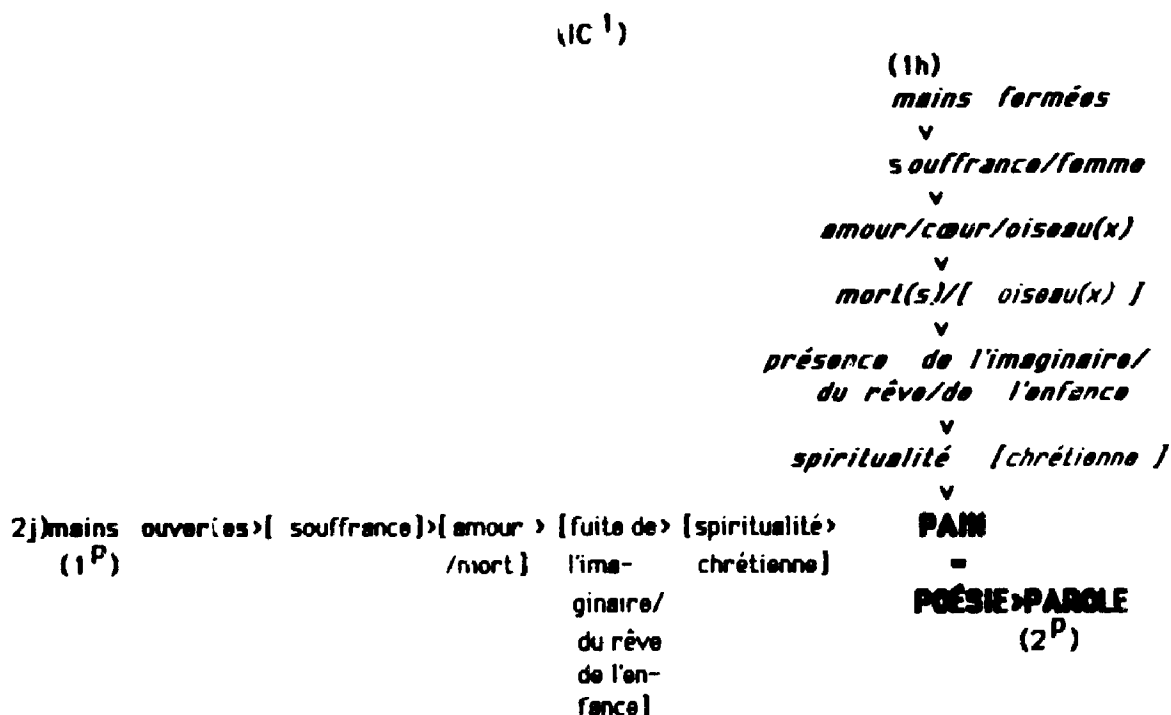 (IC 1)
(1h)
mains fermées
v
souffrance/femme
v
amour/cœur/oiseau(x)
v
mort(s)/[ oiseau(x) ]
v
présence de l'imaginaire/
du rêve/de l'enfance
v
spiritualité [chrétienne ]
v
2j)mains ouvertes>[ souffrance]>[ amour > [fuite de> [spiritualité> PAIN
(1P) /mort ] l'ima- chrétienne] =
ginaire/ POÉSIE>PAROLE
du rêve (2P)
de l'en-
fance]